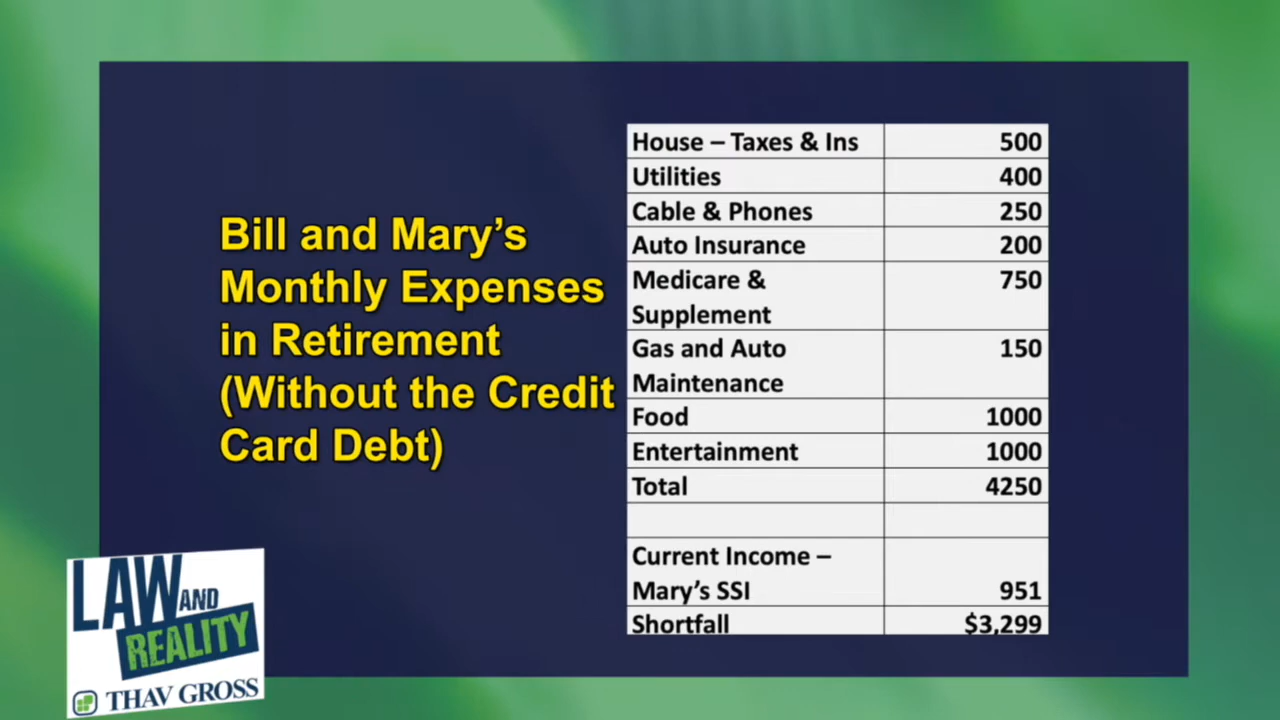 Bill and Mary’s
Monthly Expenses
in Retirement
(Without the Credit
Card Debt)
House – Taxes & Ins 500
Utilities 400
Cable & Phones 250
Auto Insurance 200
Medicare & 750
Supplement
Gas and Auto 150
Maintenance
Food 1000
Entertainment 1000
Total 4250
Current Income –
Mary’s SSI 951
Shortfall $3,299
LAW AND
REALITY
THAV GROSS